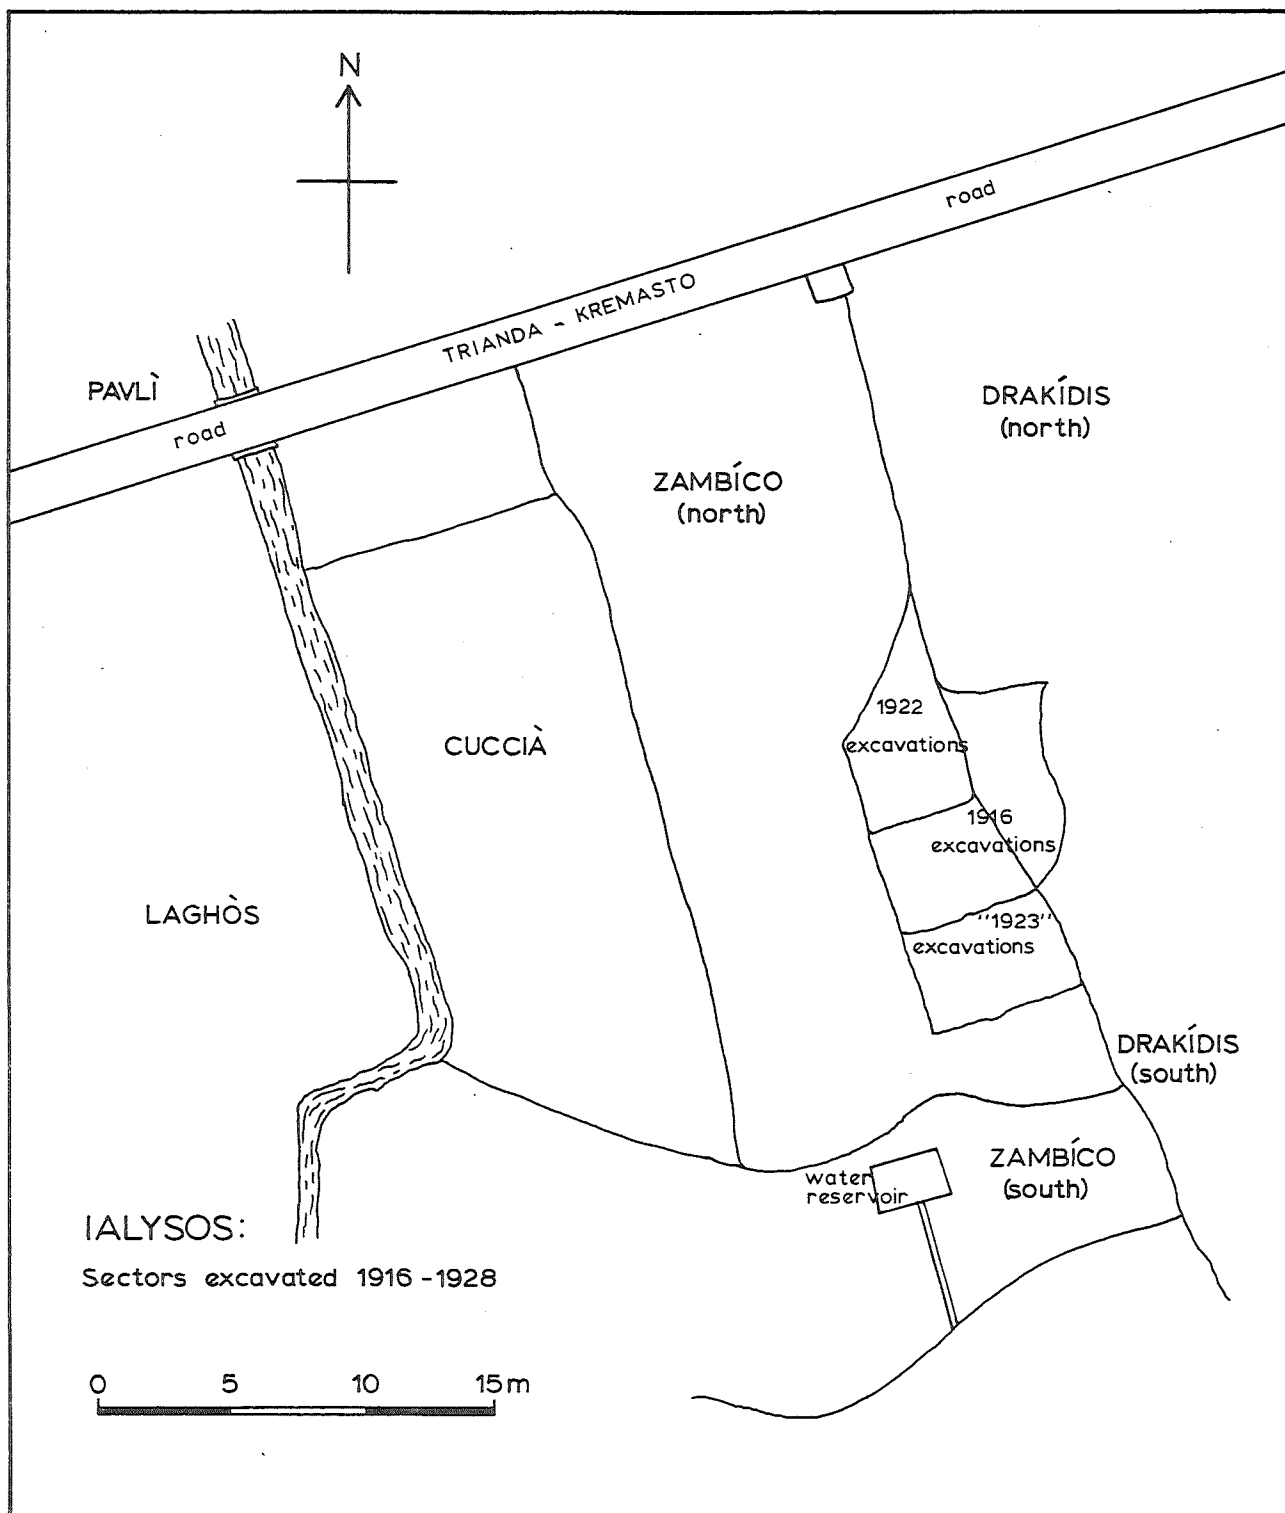 N
road
TRIANDA - KREMASTO
PAVLÌ
road
DRAKÍDIS
(north)
ZAMBÍCO
(north)
1922
excavations
CUCCIÀ
1916
excavations
LAGHÒS
"1923"
excavations
DRAKÍDIS
(south)
ZAMBÍCO
(south)
water
reservoir
IALYSOS:
Sectors excavated 1916-1928
0 5 10 15m